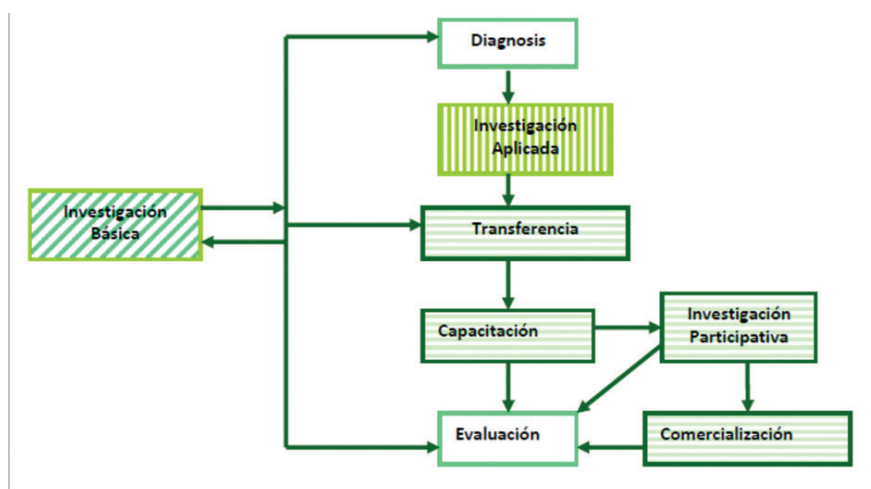 Diagnosis
Investigación
Aplicada
Investigación
Básica
Transferencia
Capacitación
Investigación
Participativa
Evaluación
Comercialización